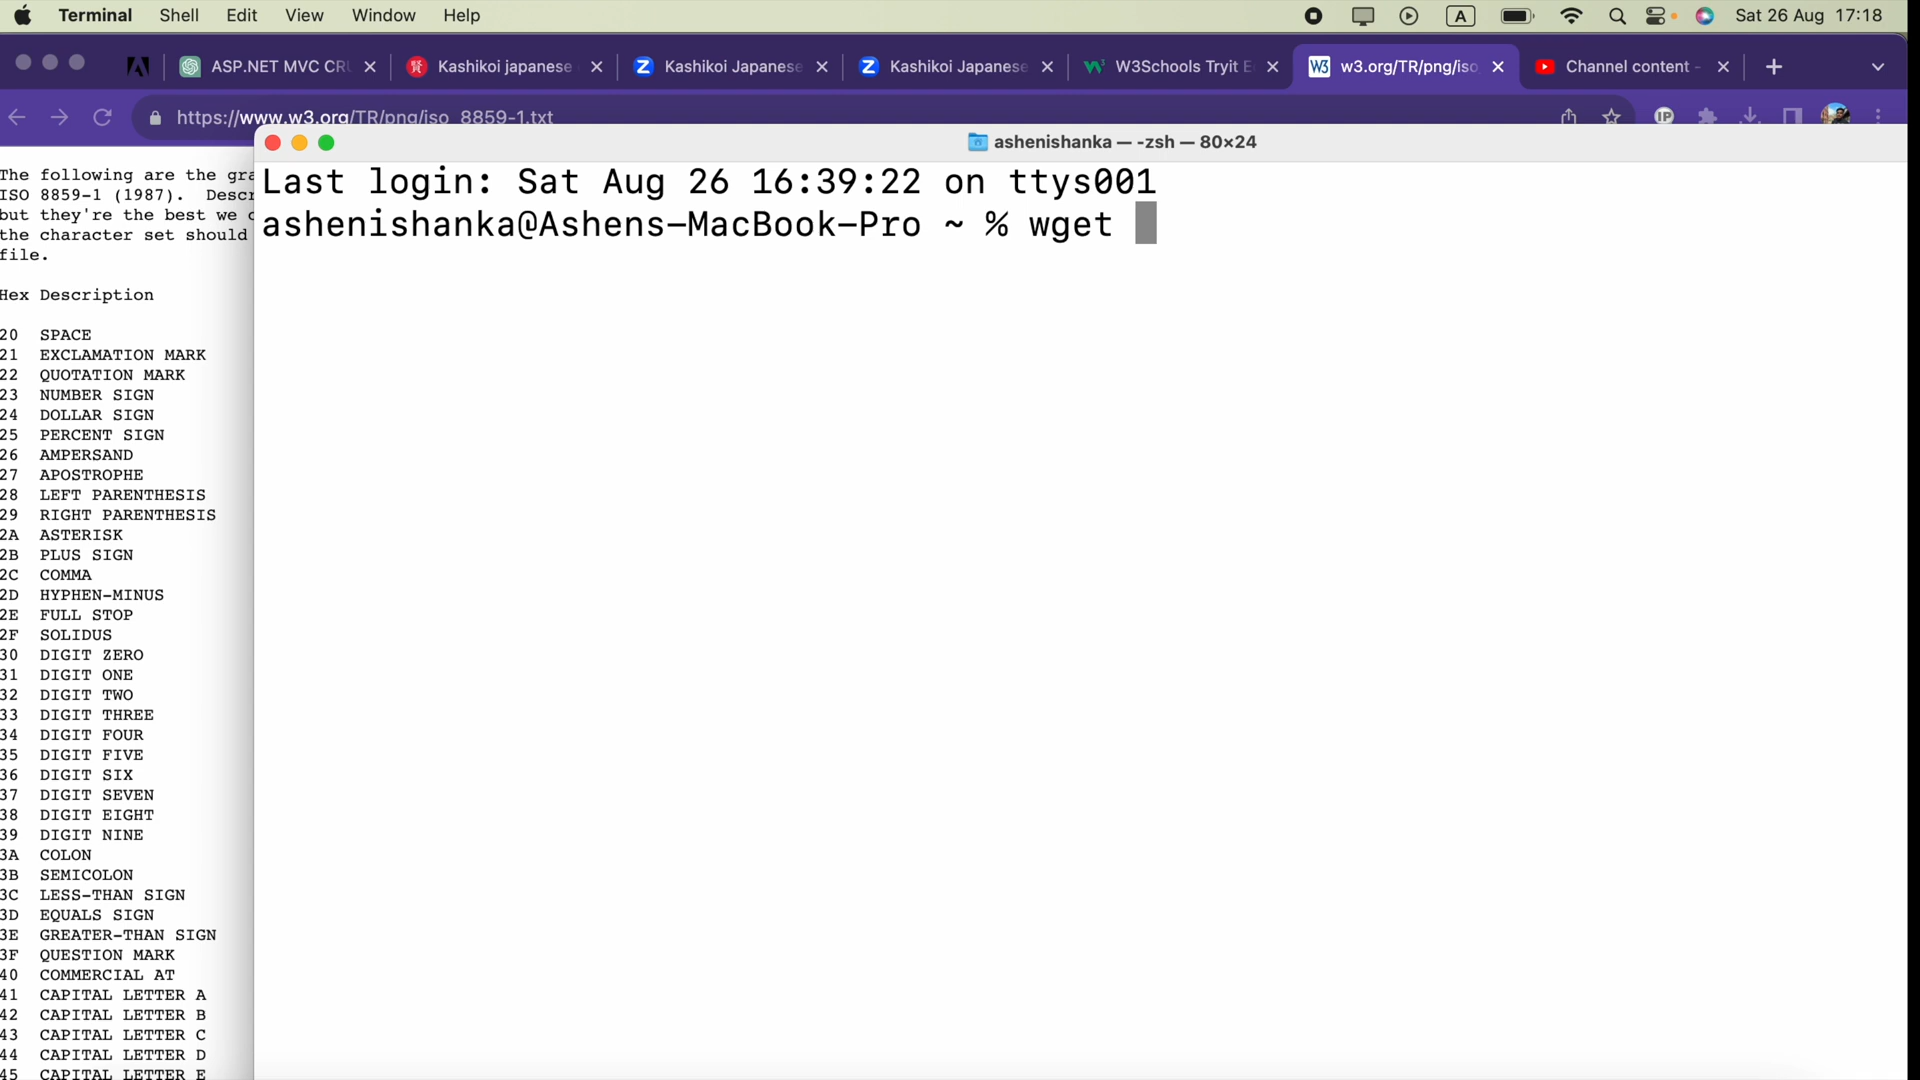 Terminal Shell Edit View Window Help A Sat 26 Aug 17:18
ASP.NET MVC CRU Kashikoi japanese Kashikoi Japanese Kashikoi Japanese W3Schools Tryit E W3 w3.org/TR/png/iso Channel content -
https://www.w3.org/TR/png/iso_8859-1.txt IP
ashenishanka — -zsh — 80×24
Last login: Sat Aug 26 16:39:22 on ttys001
ashenishanka@Ashens-MacBook-Pro ~ % wget
The following are the gra
ISO 8859-1 (1987). Descr
but they're the best we c
the character set should
file.
Hex Description
20 SPACE
21 EXCLAMATION MARK
22 QUOTATION MARK
23 NUMBER SIGN
24 DOLLAR SIGN
25 PERCENT SIGN
26 AMPERSAND
27 APOSTROPHE
28 LEFT PARENTHESIS
29 RIGHT PARENTHESIS
2A ASTERISK
2B PLUS SIGN
2C COMMA
2D HYPHEN-MINUS
2E FULL STOP
2F SOLIDUS
30 DIGIT ZERO
31 DIGIT ONE
32 DIGIT TWO
33 DIGIT THREE
34 DIGIT FOUR
35 DIGIT FIVE
36 DIGIT SIX
37 DIGIT SEVEN
38 DIGIT EIGHT
39 DIGIT NINE
3A COLON
3B SEMICOLON
3C LESS-THAN SIGN
3D EQUALS SIGN
3E GREATER-THAN SIGN
3F QUESTION MARK
40 COMMERCIAL AT
41 CAPITAL LETTER A
42 CAPITAL LETTER B
43 CAPITAL LETTER C
44 CAPITAL LETTER D
45 CAPITAL LETTER E